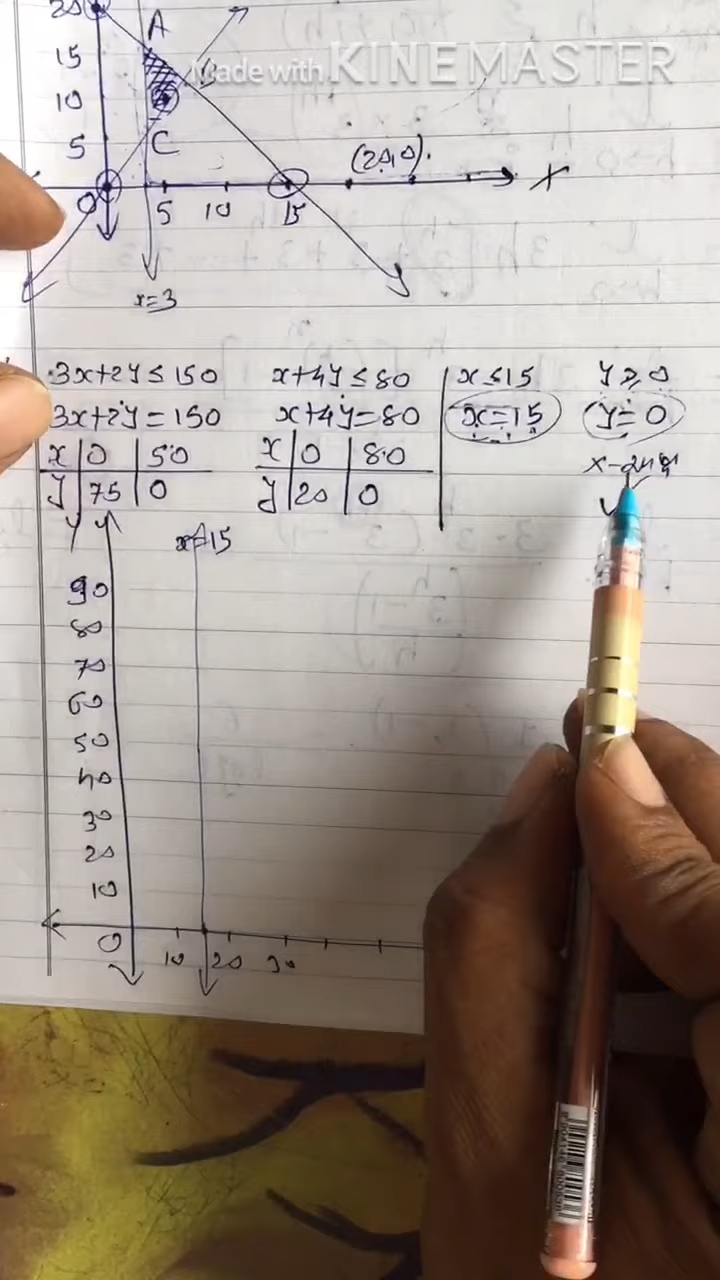 20
A
15
Made with KINEMASTER
10
C
5
(20,0).
X
0 5 10 15
x=3
3x+2y≤150 x+4y≤80 x≤15 y≥0
3x+2y=150 x+4y=80 x=15 y=0
x 0 50 x 0 80
y 75 0 y 20 0
y x=15
90
80
70
60
50
40
30
20
10
0 10 20 30